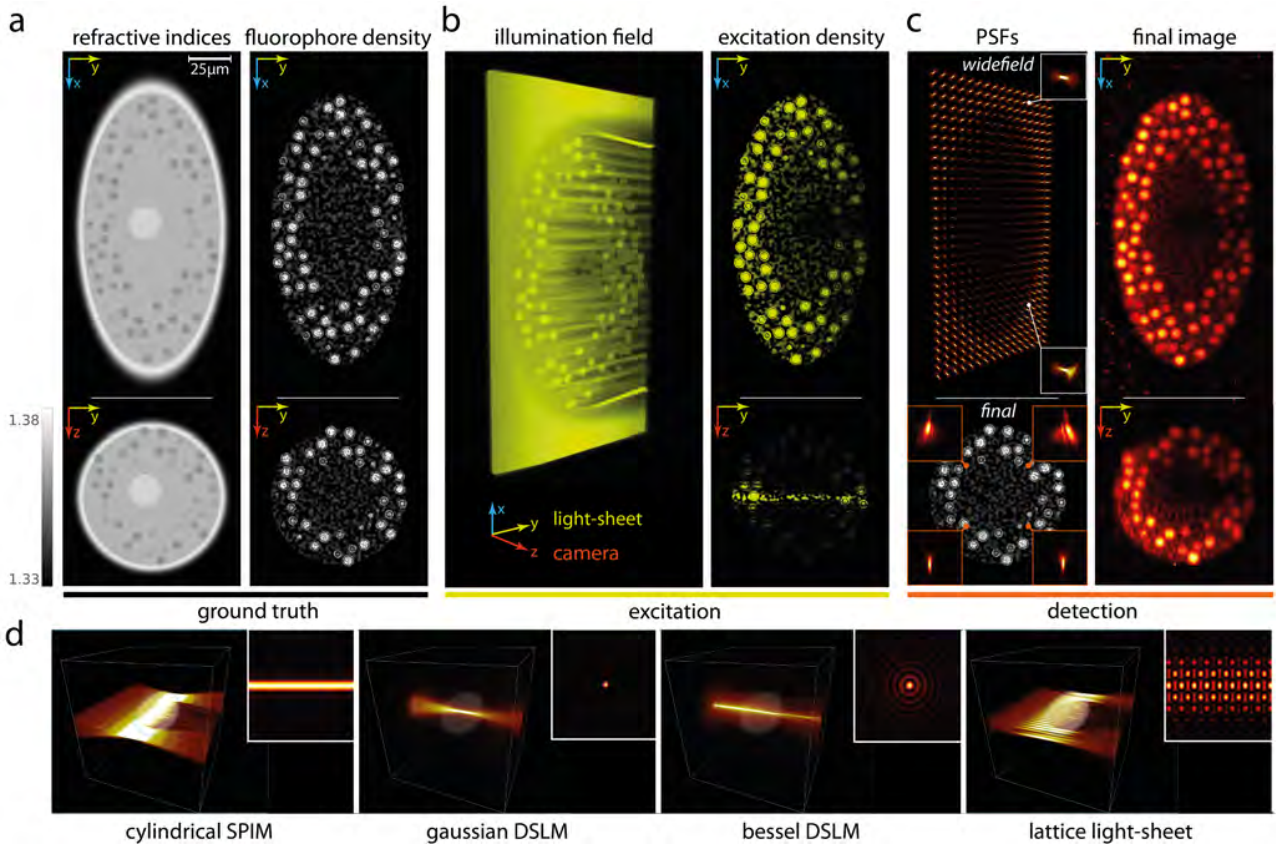 a
refractive indices
fluorophore density
y
x
25μm
y
x
1.38
1.33
y
z
y
z
ground truth
b
illumination field
excitation density
x
y
z
light-sheet
camera
y
x
y
z
excitation
c
PSFs
final image
y
x
widefield
y
x
y
z
final
y
z
detection
d
cylindrical SPIM
gaussian DSLM
bessel DSLM
lattice light-sheet